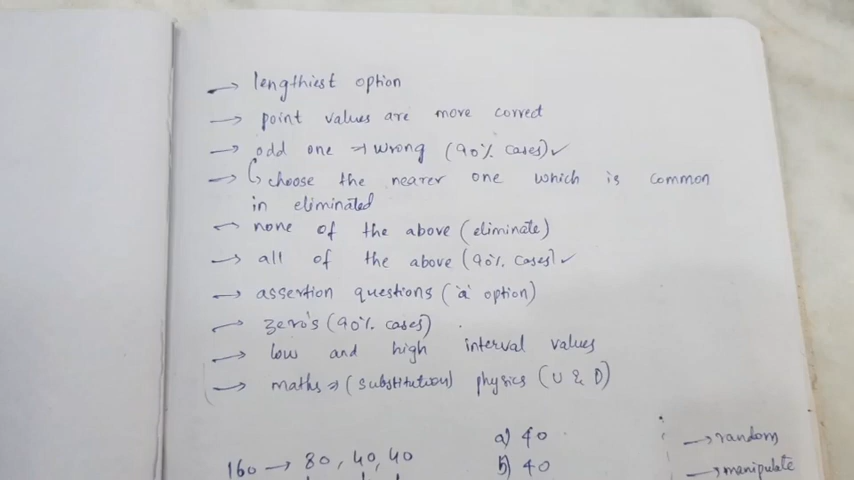 → lengthiest option
→ point values are more correct
→ odd one ⇒ wrong (90% cases) ✓
→ ↳ choose the nearer one which is common
in eliminated
→ none of the above (eliminate)
→ all of the above (90% cases) ✓
→ assertion questions ('a' option)
→ zero's (90% cases)
→ low and high interval values
→ maths ⇒ (substitution) physics (U & D)
a) 40
160 → 80, 40, 40
b) 40
→ random
→ manipulate